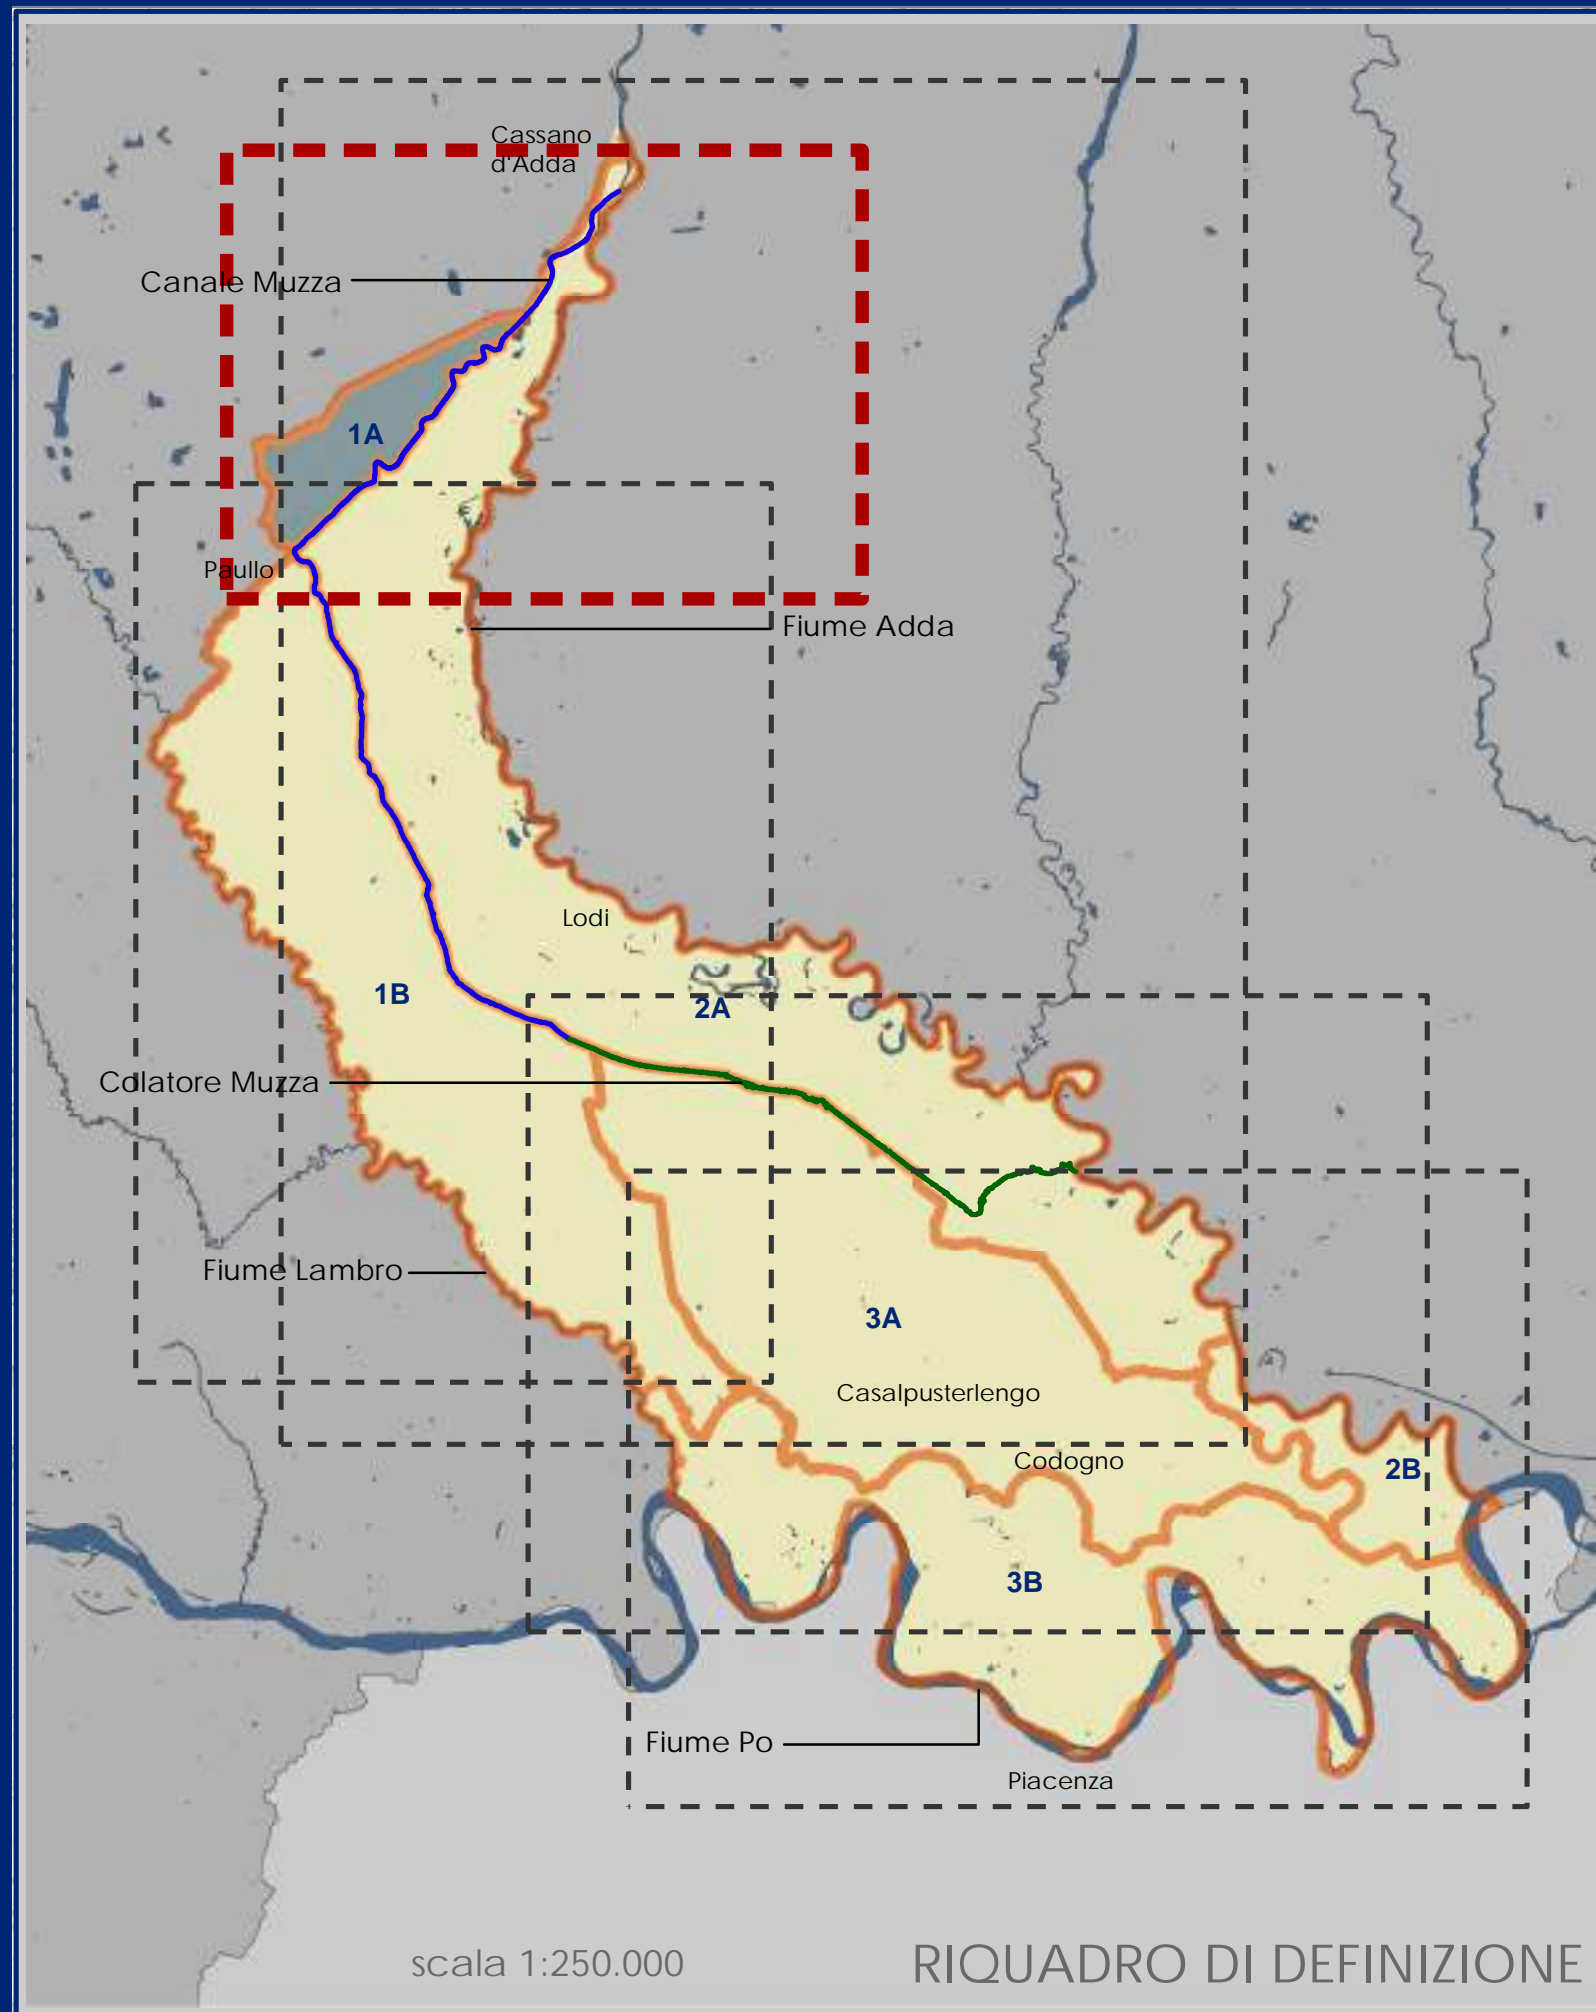 Cassano
d'Adda
Canale Muzza
1A
Paullo
Fiume Adda
Lodi
1B
2A
Colatore Muzza
Fiume Lambro
3A
Casalpusterlengo
Codogno
2B
3B
Fiume Po
Piacenza
scala 1:250.000
RIQUADRO DI DEFINIZIONE